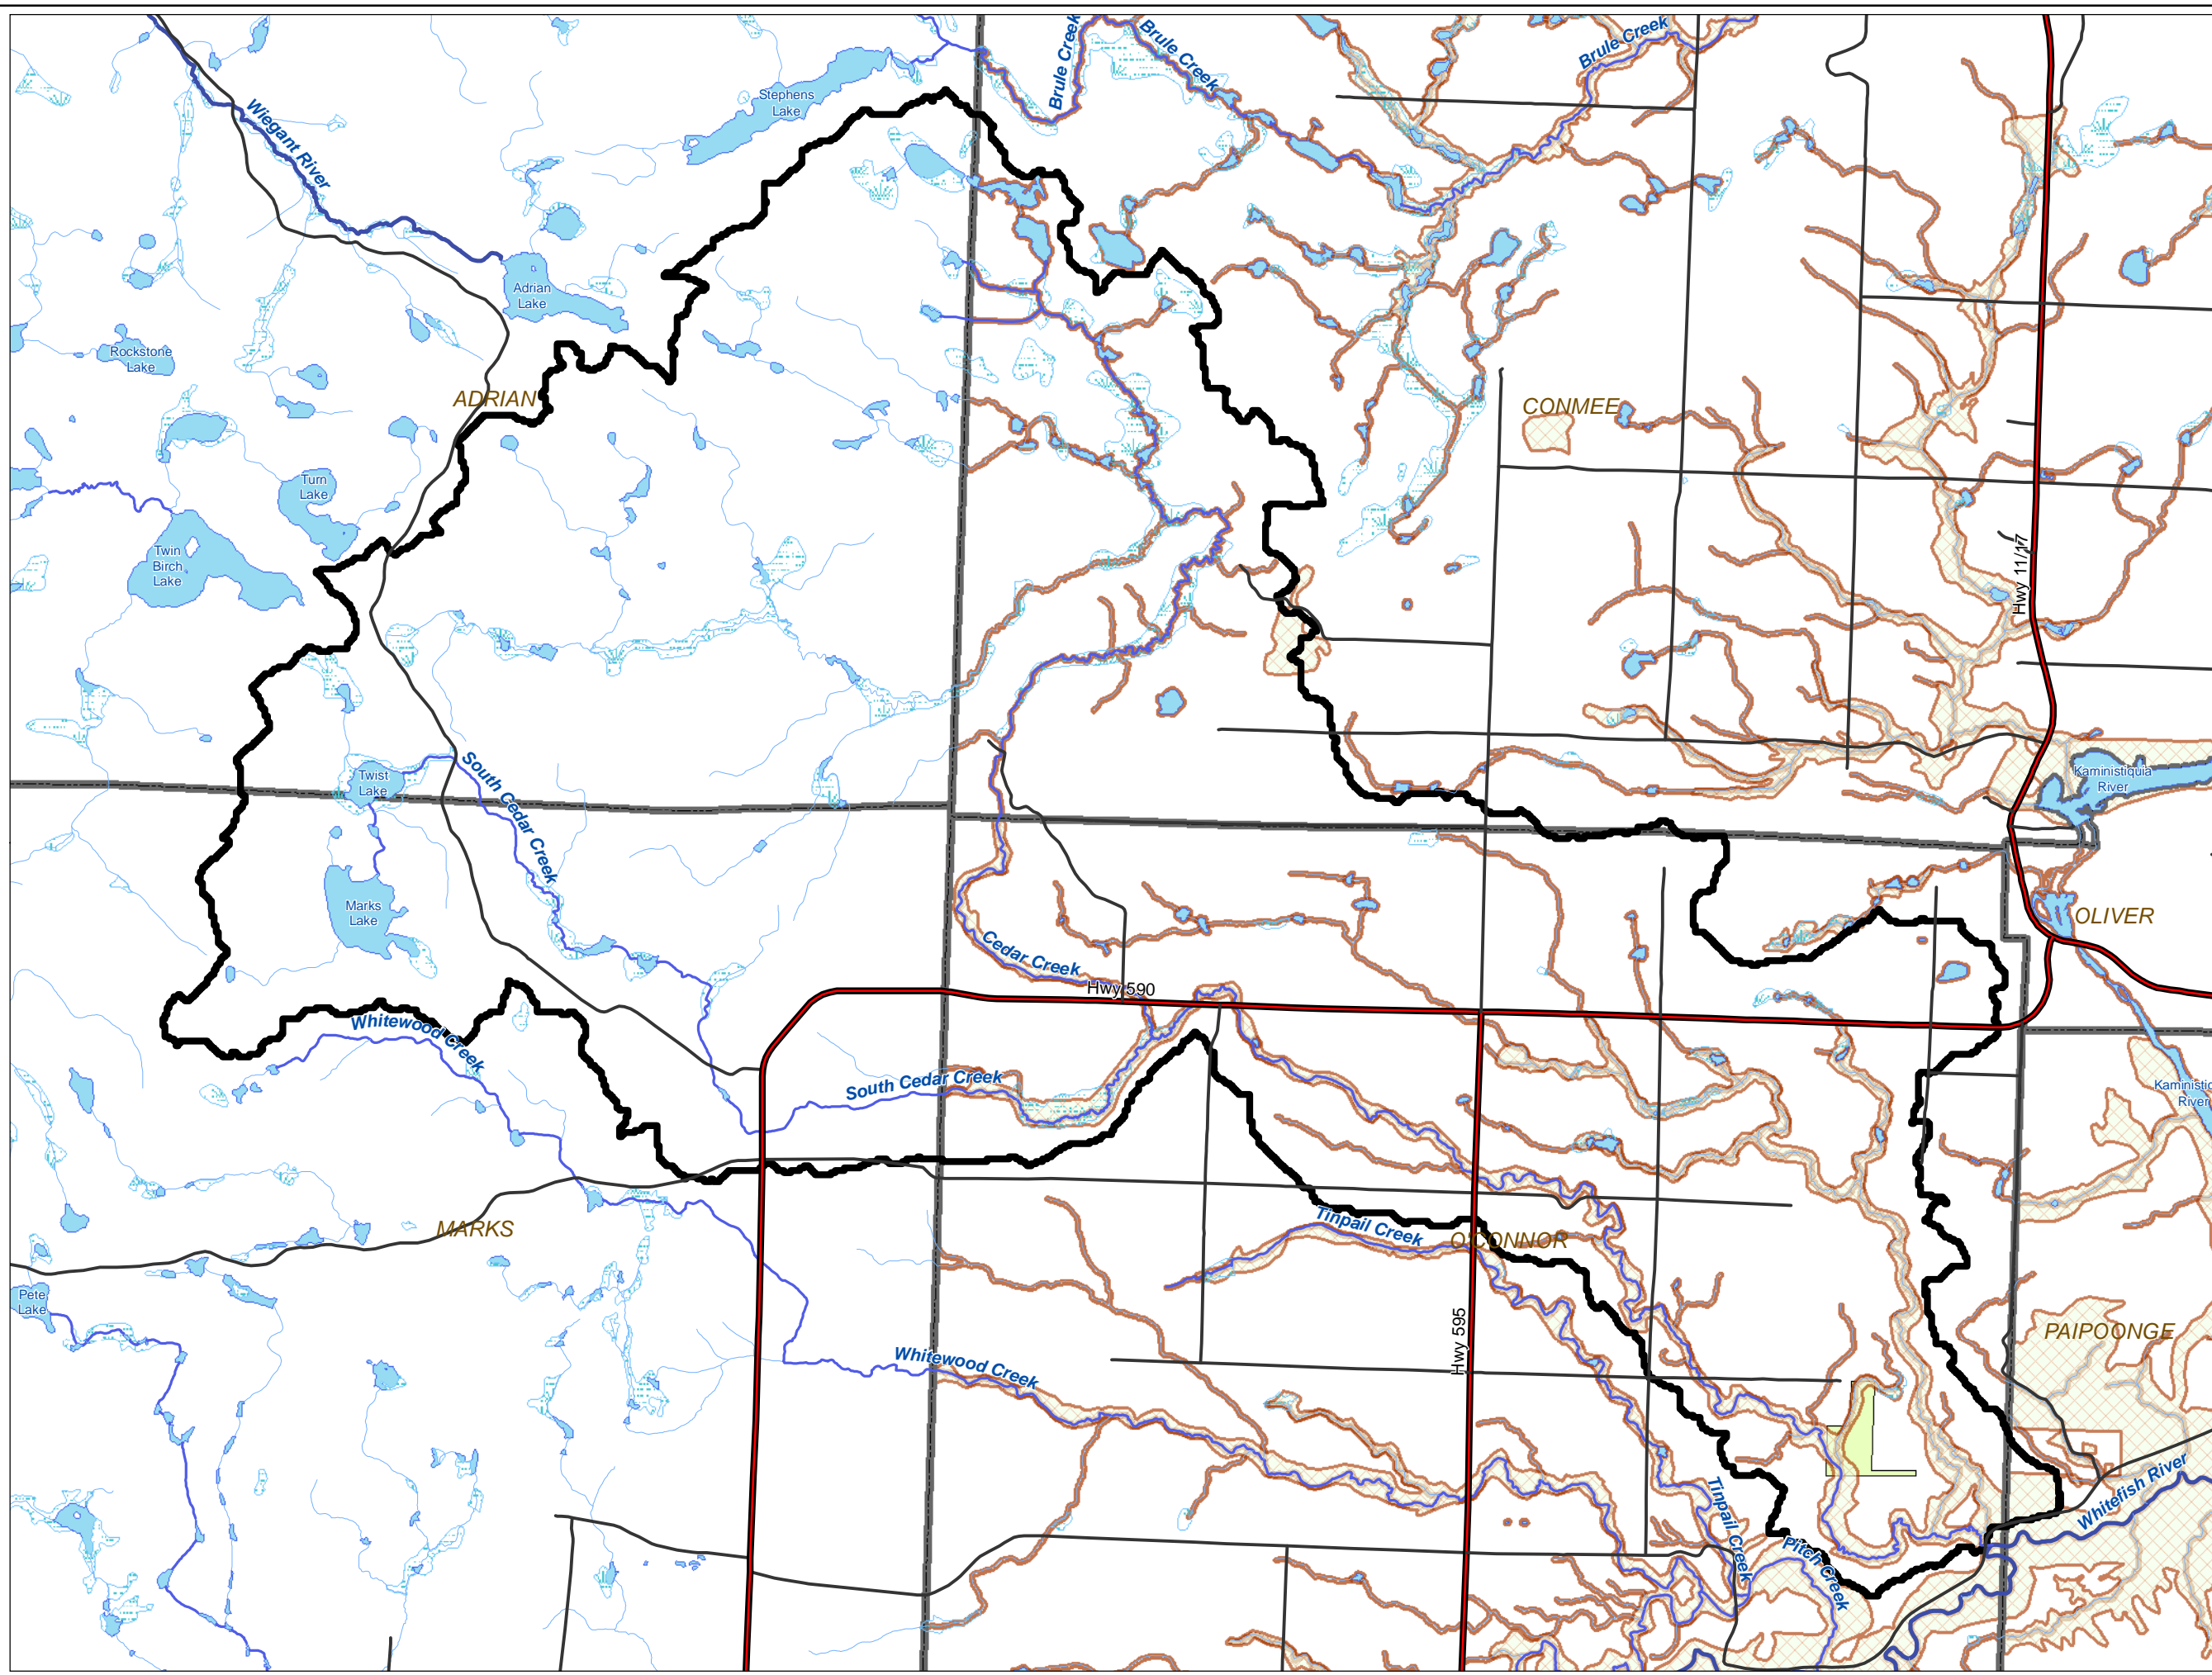 Brule Creek
Brule Creek
Brule Creek
Wiegant River
Stephens
Lake
Adrian
Lake
Rockstone
Lake
ADRIAN
CONMEE
Turn
Lake
Twin
Birch
Lake
Hwy 11/17
Twist
Lake
South Cedar Creek
Kaministiquia
River
Marks
Lake
OLIVER
Cedar Creek
Hwy 590
Whitewood Creek
South Cedar Creek
Kaministic
River
MARKS
Tinpail Creek
O'CONNOR
Pete
Lake
Hwy 595
PAIPOONGE
Whitewood Creek
Tinpail Creek
Whitefish River
Pitch Creek